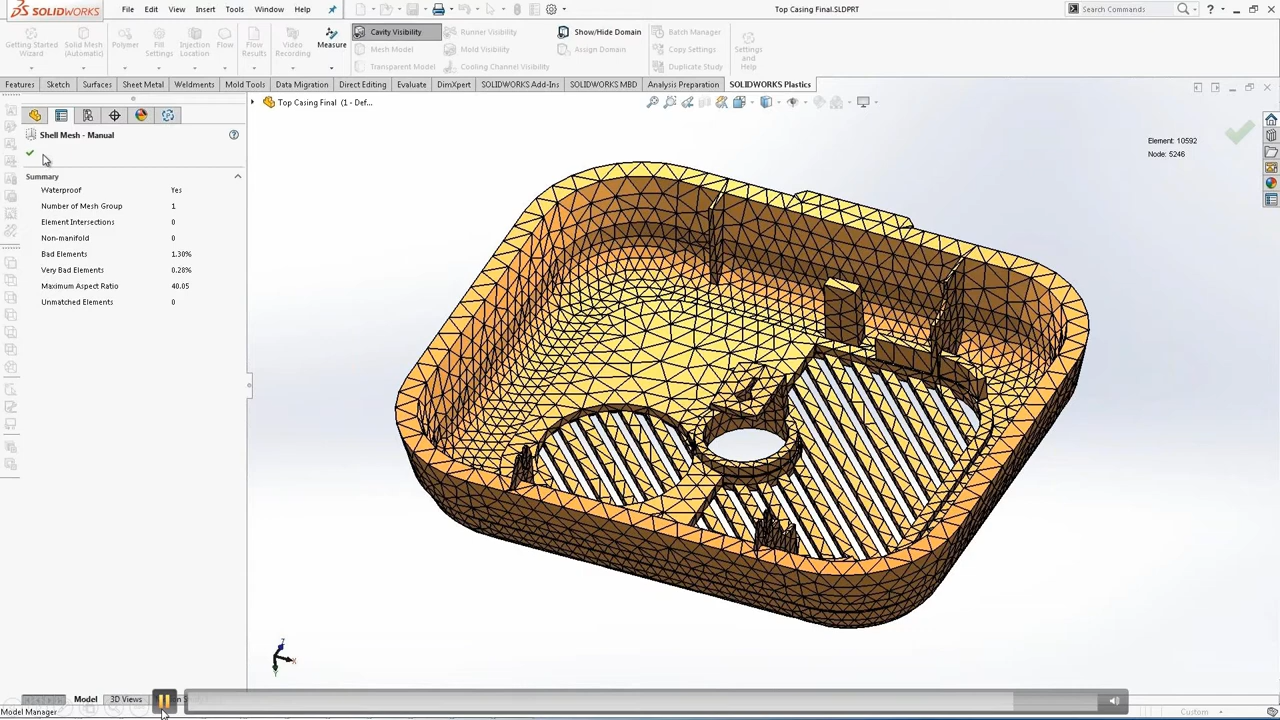 SOLIDWORKS File Edit View Insert Tools Window Help Top Casing Final.SLDPRT Search Commands
Getting Started Wizard
Solid Mesh (Automatic)
Polymer
Fill Settings
Injection Location
Flow
Flow Results
Video Recording
Measure
Cavity Visibility
Mesh Model
Transparent Model
Runner Visibility
Mold Visibility
Cooling Channel Visibility
Show/Hide Domain
Assign Domain
Batch Manager
Copy Settings
Duplicate Study
Settings and Help
Features Sketch Surfaces Sheet Metal Weldments Mold Tools Data Migration Direct Editing Evaluate DimXpert SOLIDWORKS Add-Ins SOLIDWORKS MBD Analysis Preparation SOLIDWORKS Plastics
Top Casing Final (1 - Def...
Shell Mesh - Manual
Summary
Waterproof Yes
Number of Mesh Group 1
Element Intersections 0
Non-manifold 0
Bad Elements 1.30%
Very Bad Elements 0.28%
Maximum Aspect Ratio 40.05
Unmatched Elements 0
Element: 10592
Node: 5246
Z
X
Model 3D Views
Model Manager Custom